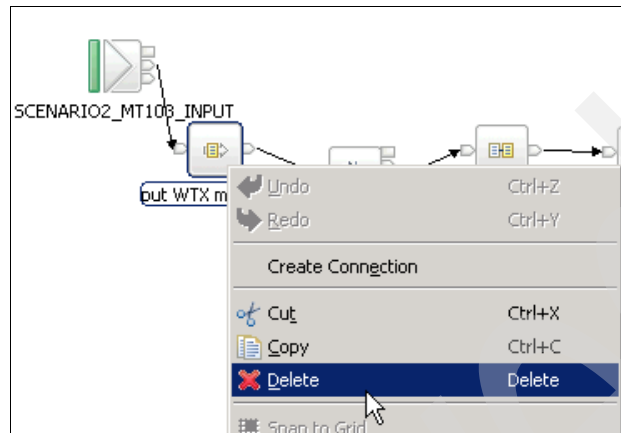 SCENARIO2_MT103_INPUT
put WTX m
Undo Ctrl+Z
Redo Ctrl+Y
Create Connection
Cut Ctrl+X
Copy Ctrl+C
Delete Delete
Snap to Grid